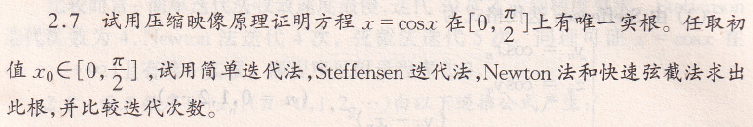 2.7 试用压缩映像原理证明方程 x=cosx 在[0, π/2]上有唯一实根。任取初
值 x₀∈[0, π/2],试用简单迭代法,Steffensen 迭代法,Newton 法和快速弦截法求出
此根,并比较迭代次数。